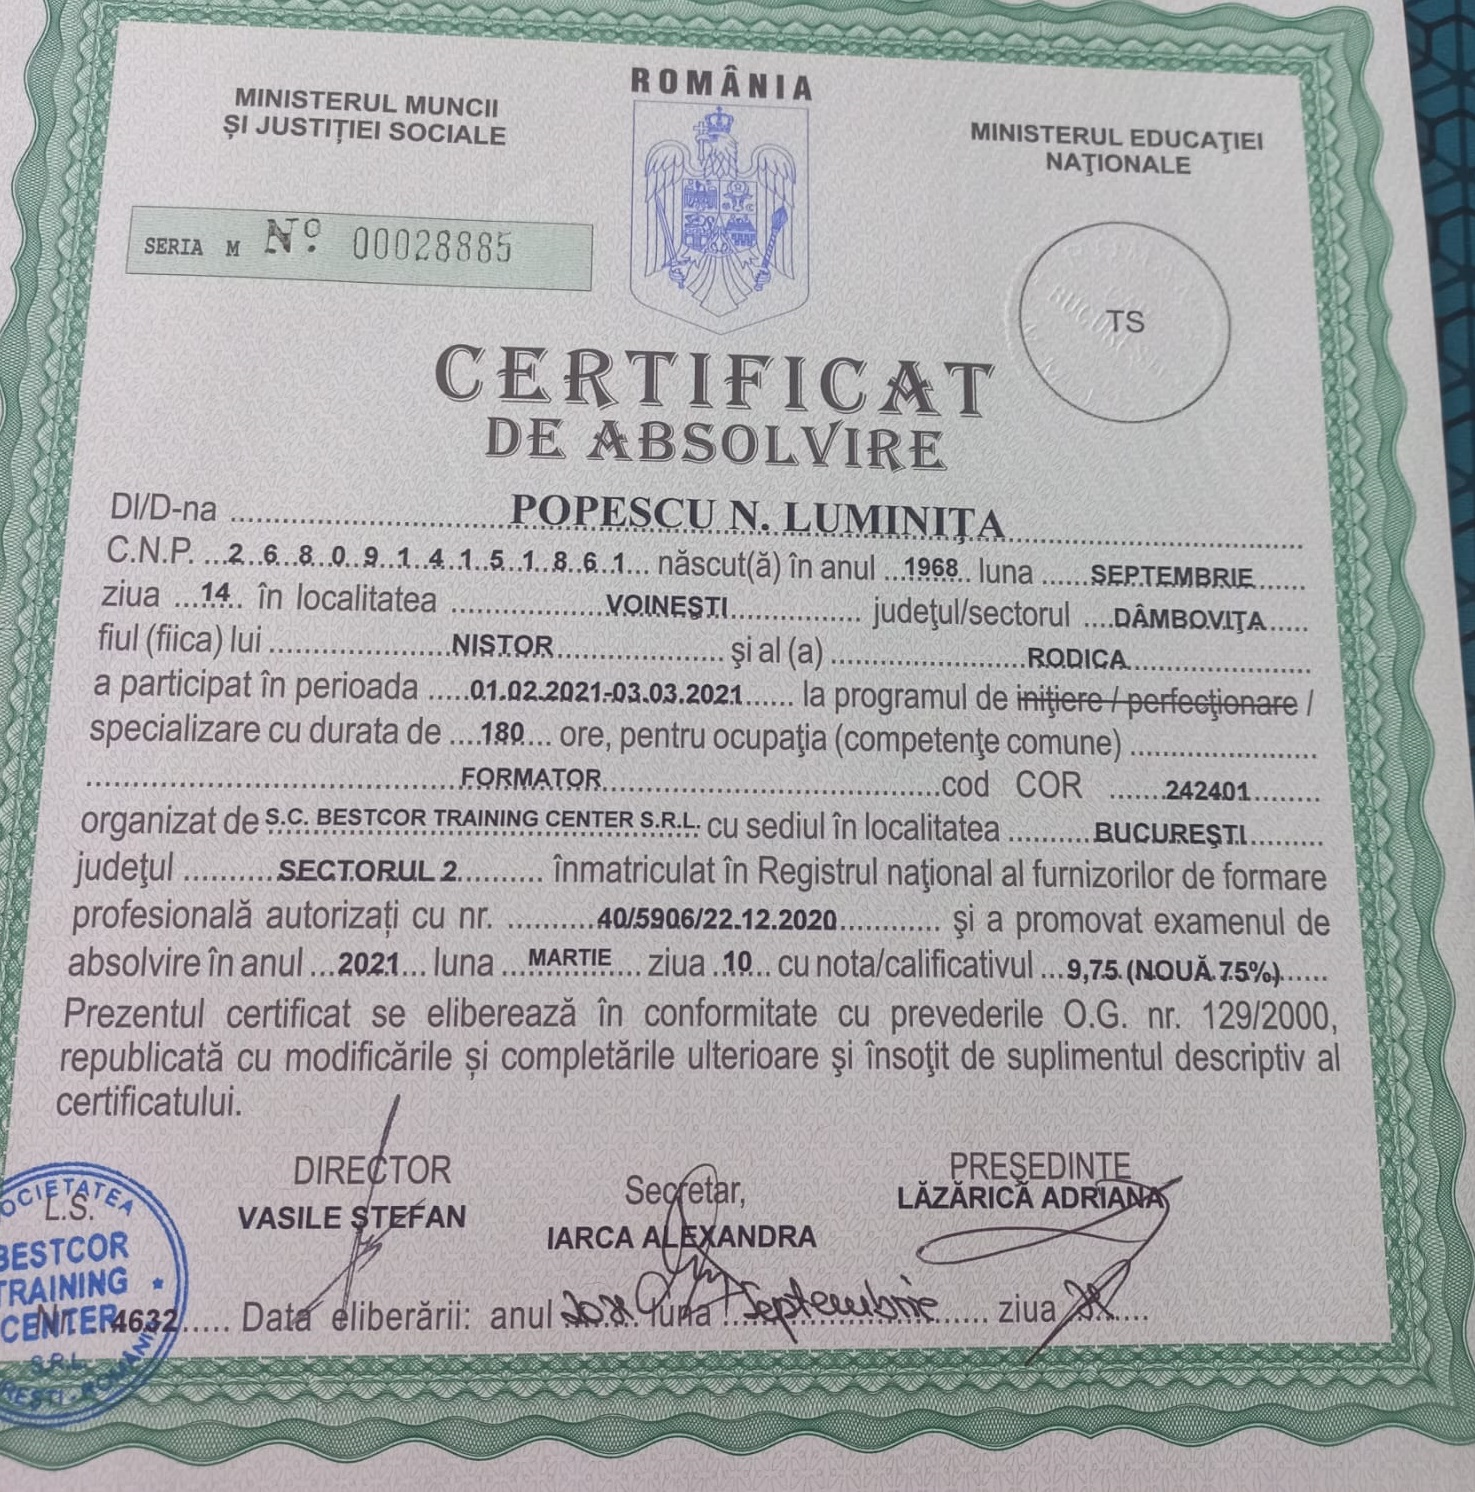 ROMÂNIA
MINISTERUL MUNCII
ȘI JUSTIȚIEI SOCIALE
MINISTERUL EDUCAŢIEI
NAŢIONALE
SERIA M Nº 00028885
TS
CERTIFICAT
DE ABSOLVIRE
Dl/D-na POPESCU N. LUMINIŢA
C.N.P. 2 6 8 0 9 1 4 1 5 1 8 6 1 născut(ă) în anul 1968 luna SEPTEMBRIE
ziua 14 în localitatea VOINEŞTI judeţul/sectorul DÂMBOVIŢA
fiul (fiica) lui NISTOR şi al (a) RODICA
a participat în perioada 01.02.2021-03.03.2021 la programul de iniţiere / perfecţionare /
specializare cu durata de 180 ore, pentru ocupaţia (competenţe comune)
FORMATOR cod COR 242401
organizat de S.C. BESTCOR TRAINING CENTER S.R.L. cu sediul în localitatea BUCUREŞTI
judeţul SECTORUL 2 înmatriculat în Registrul naţional al furnizorilor de formare
profesională autorizați cu nr. 40/5906/22.12.2020 şi a promovat examenul de
absolvire în anul 2021 luna MARTIE ziua 10 cu nota/calificativul 9,75 (NOUĂ 75%)
Prezentul certificat se eliberează în conformitate cu prevederile O.G. nr. 129/2000,
republicată cu modificările și completările ulterioare şi însoţit de suplimentul descriptiv al
certificatului.
DIRECTOR
VASILE ŞTEFAN
Secretar,
IARCA ALEXANDRA
PREŞEDINTE
LĂZĂRICĂ ADRIANA
L.S.
BESTCOR
TRAINING
CENTER
S.R.L.
Nr. 4632 Data eliberării: anul luna Septembrie ziua